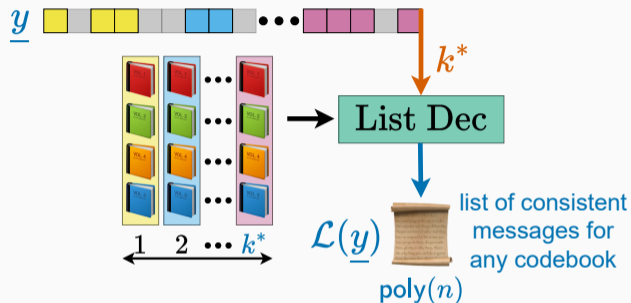 y
k*
List Dec
1 2 ••• k*
L(y)
list of consistent
messages for
any codebook
poly(n)